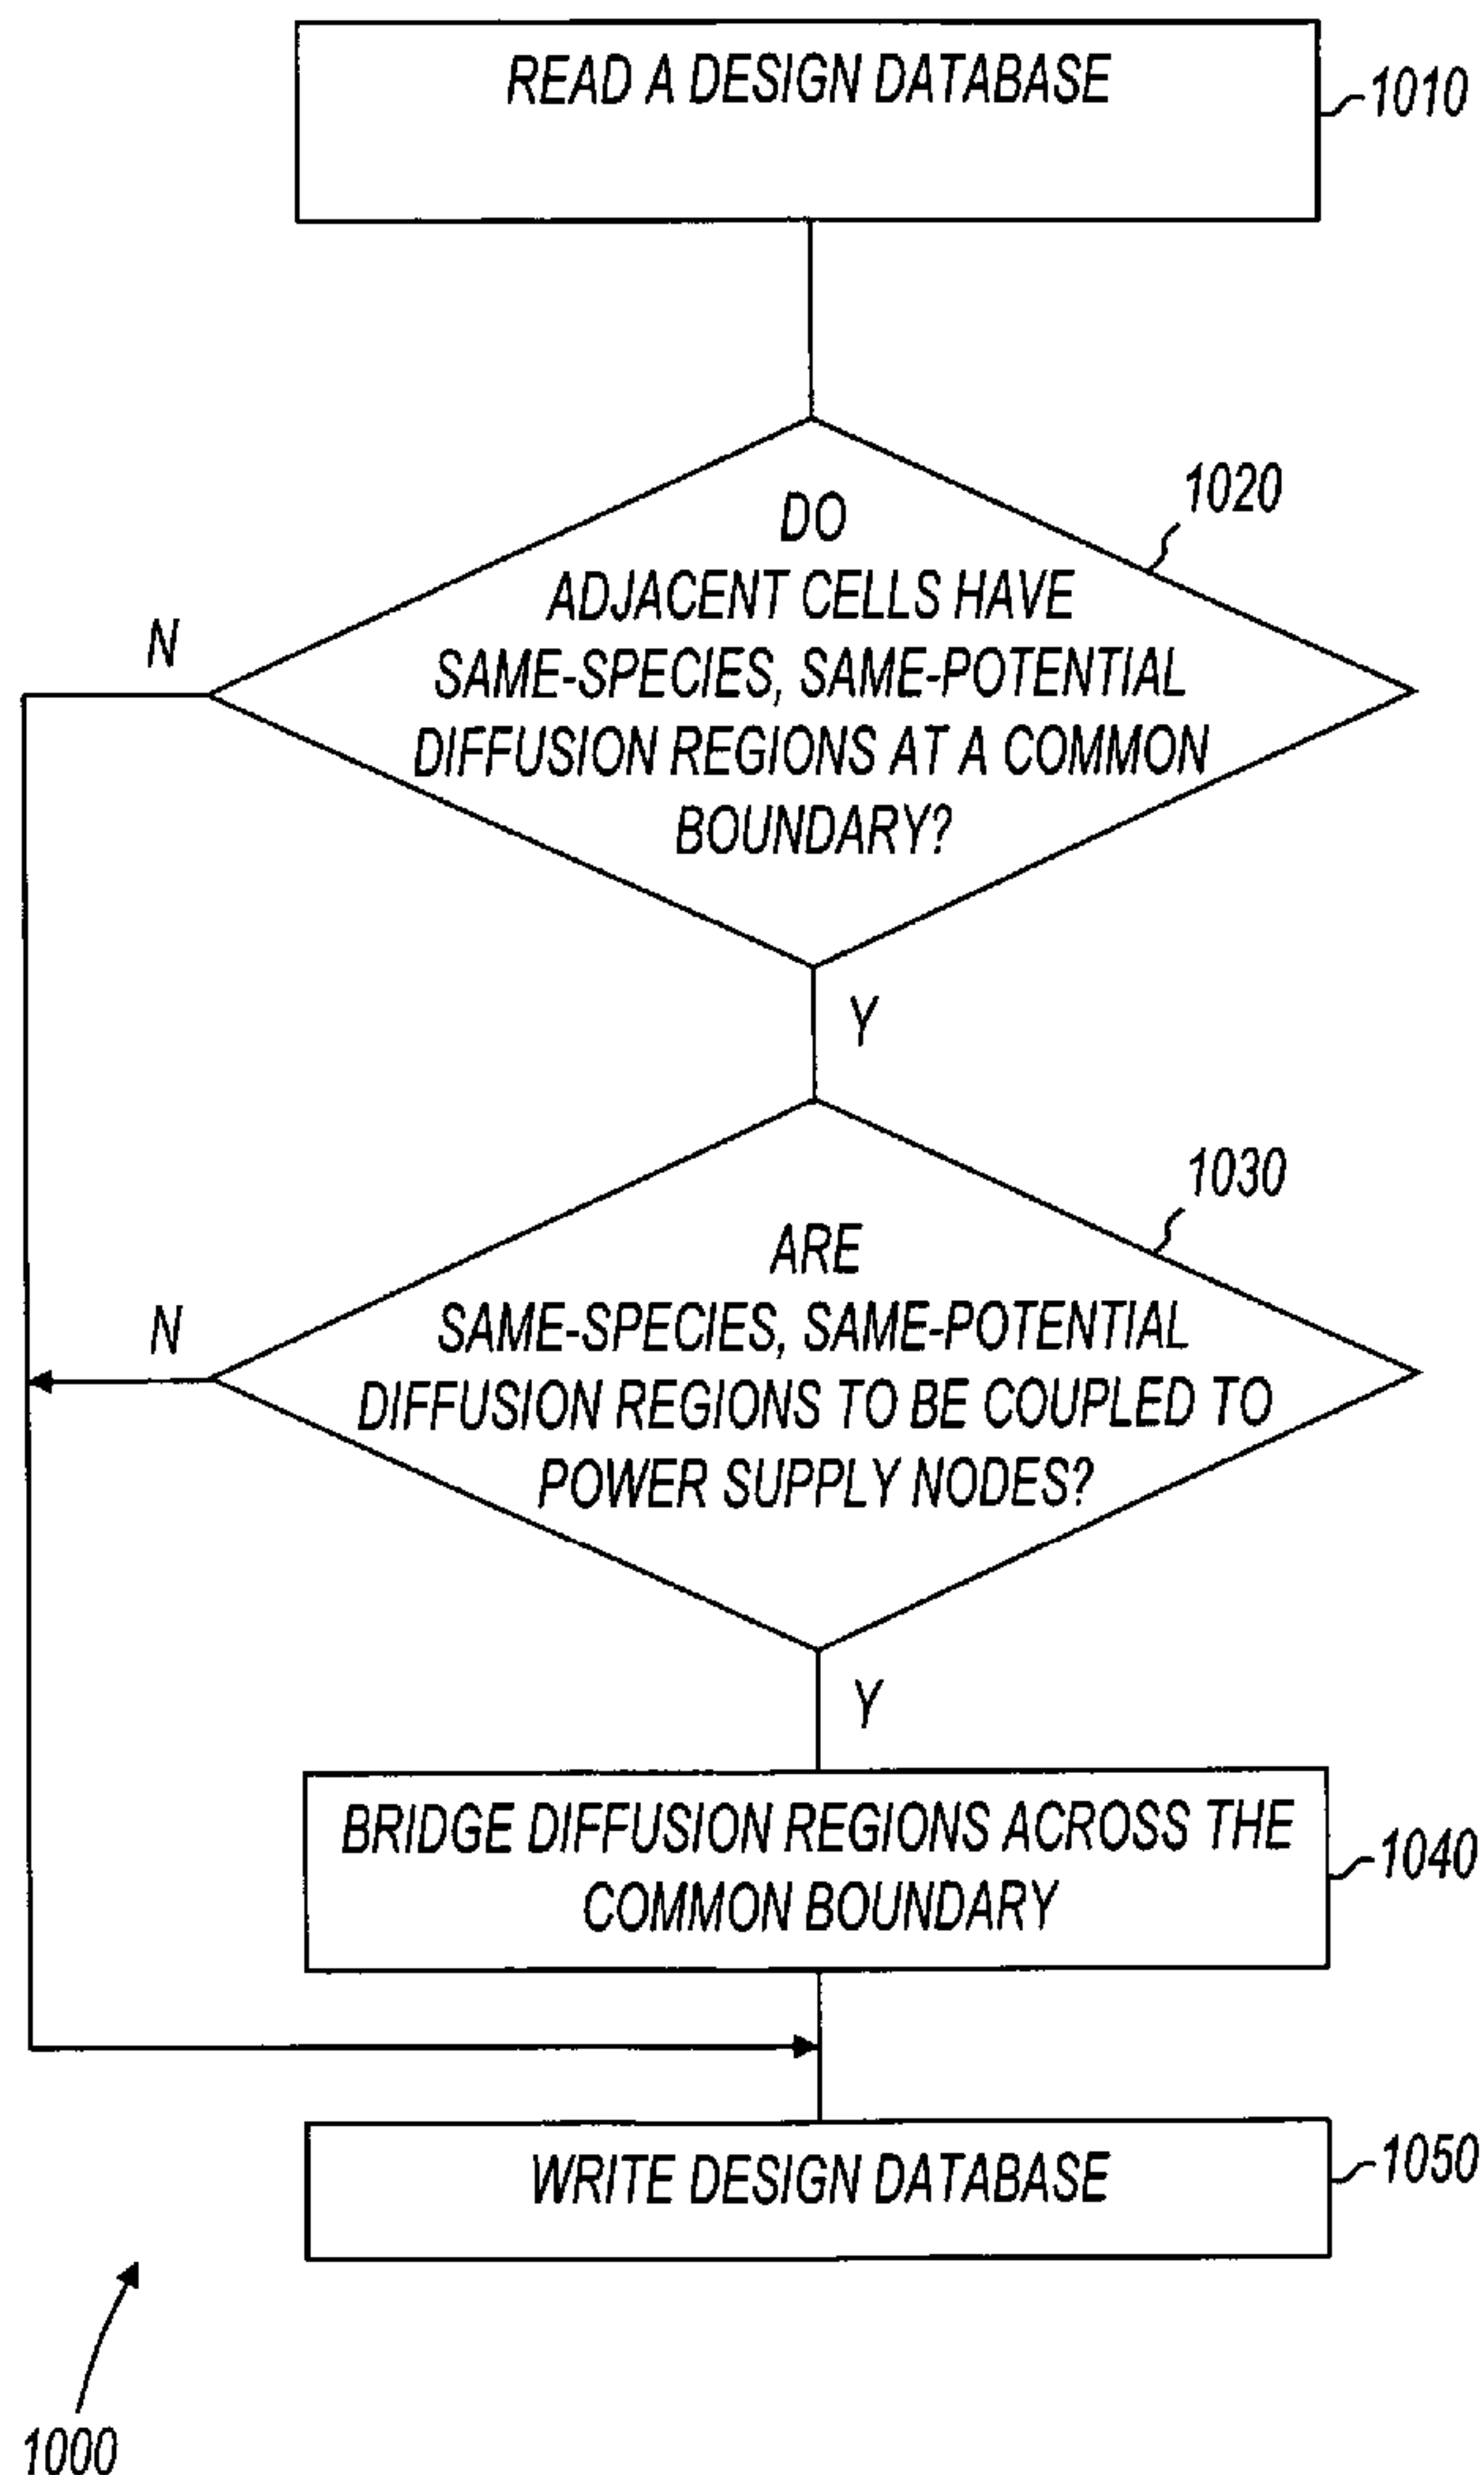 READ A DESIGN DATABASE
1010
1020
DO
ADJACENT CELLS HAVE
SAME-SPECIES, SAME-POTENTIAL
DIFFUSION REGIONS AT A COMMON
BOUNDARY?
N
Y
1030
ARE
SAME-SPECIES, SAME-POTENTIAL
DIFFUSION REGIONS TO BE COUPLED TO
POWER SUPPLY NODES?
N
Y
BRIDGE DIFFUSION REGIONS ACROSS THE
COMMON BOUNDARY
1040
WRITE DESIGN DATABASE
1050
1000